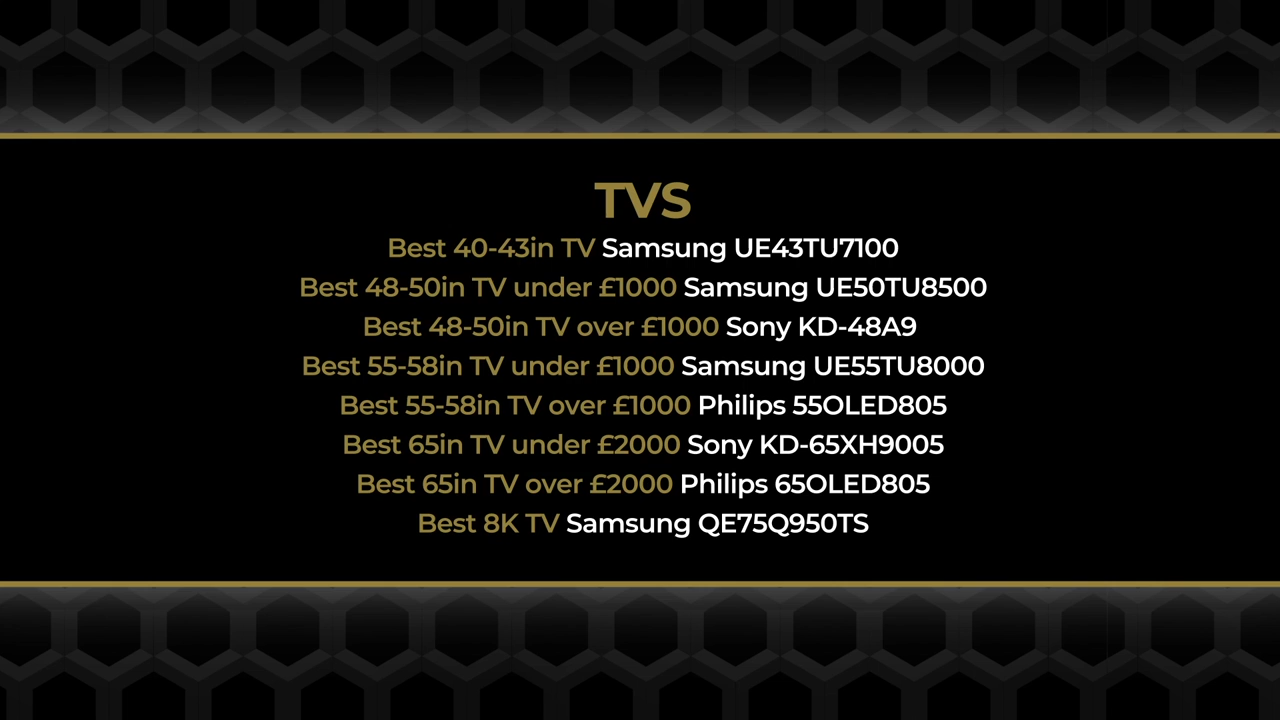 TVS
Best 40-43in TV Samsung UE43TU7100
Best 48-50in TV under £1000 Samsung UE50TU8500
Best 48-50in TV over £1000 Sony KD-48A9
Best 55-58in TV under £1000 Samsung UE55TU8000
Best 55-58in TV over £1000 Philips 55OLED805
Best 65in TV under £2000 Sony KD-65XH9005
Best 65in TV over £2000 Philips 65OLED805
Best 8K TV Samsung QE75Q950TS